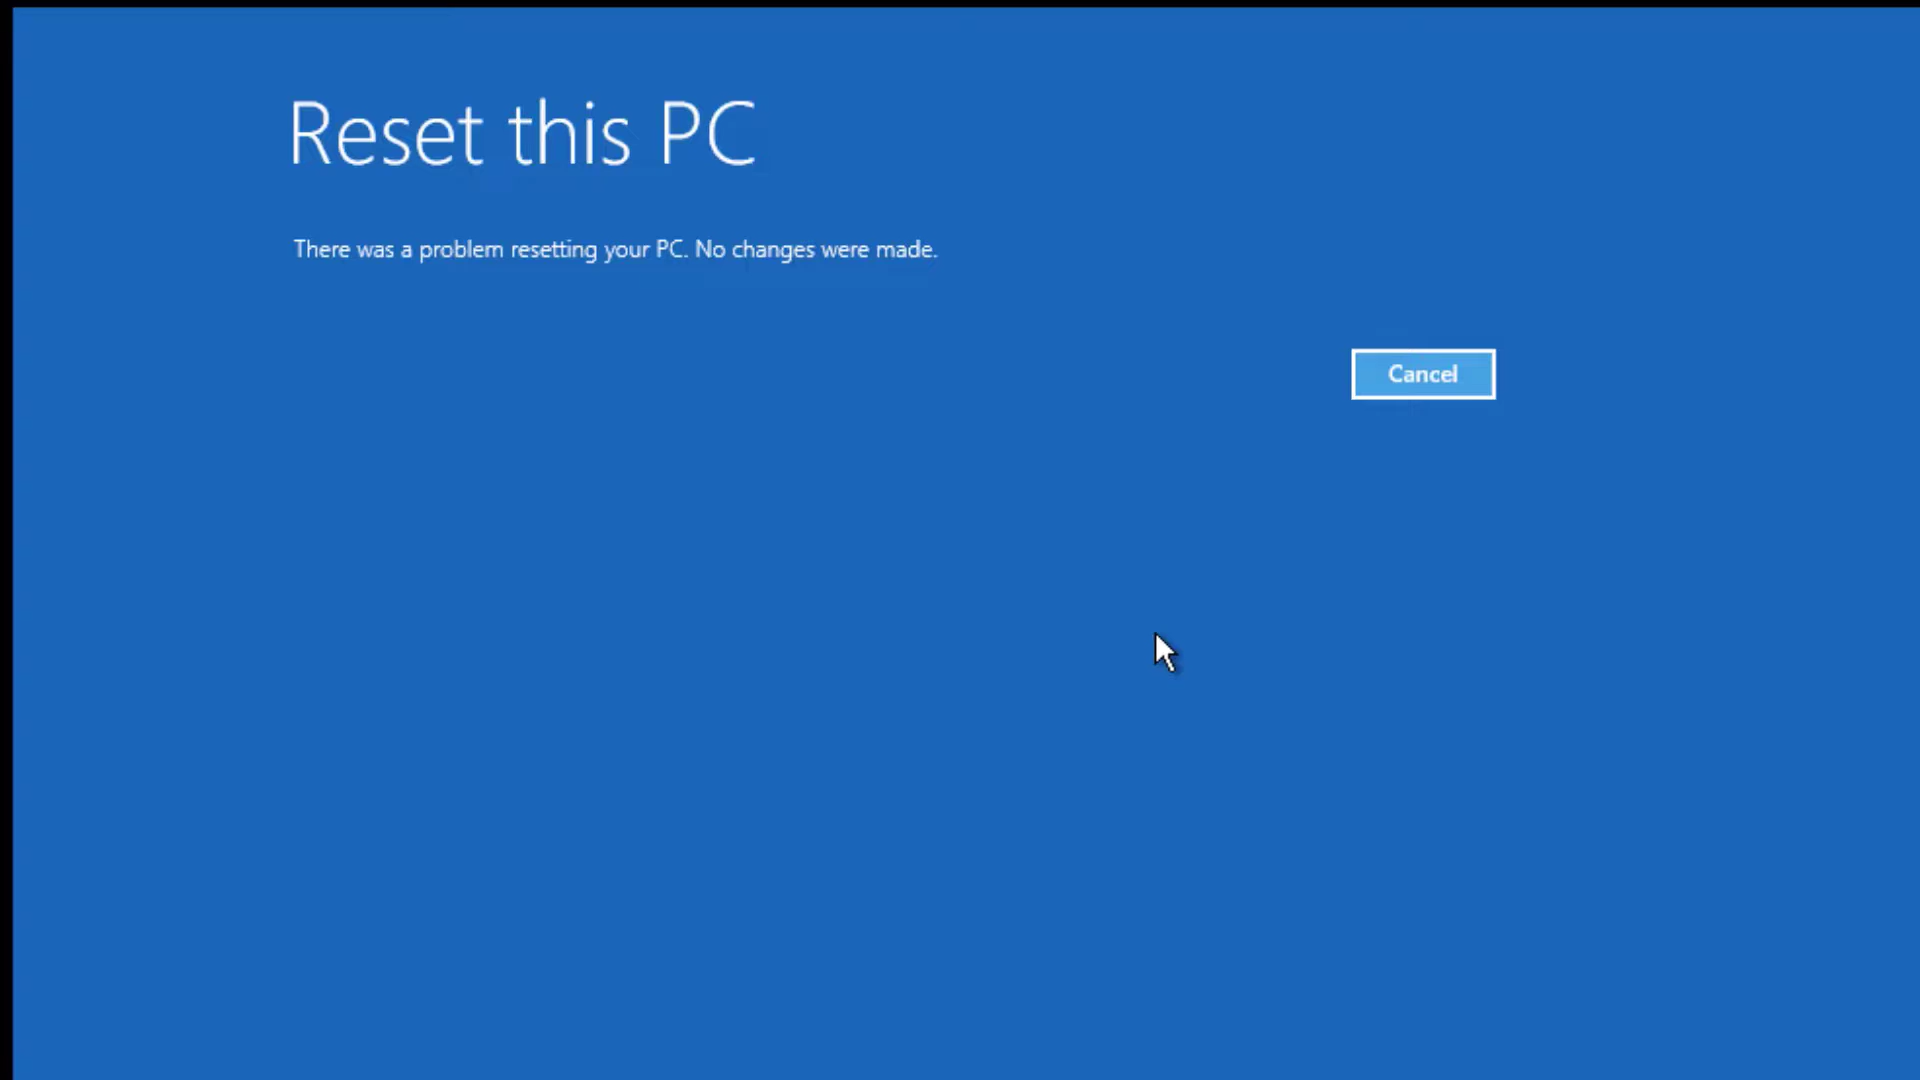 Reset this PC
There was a problem resetting your PC. No changes were made.
Cancel